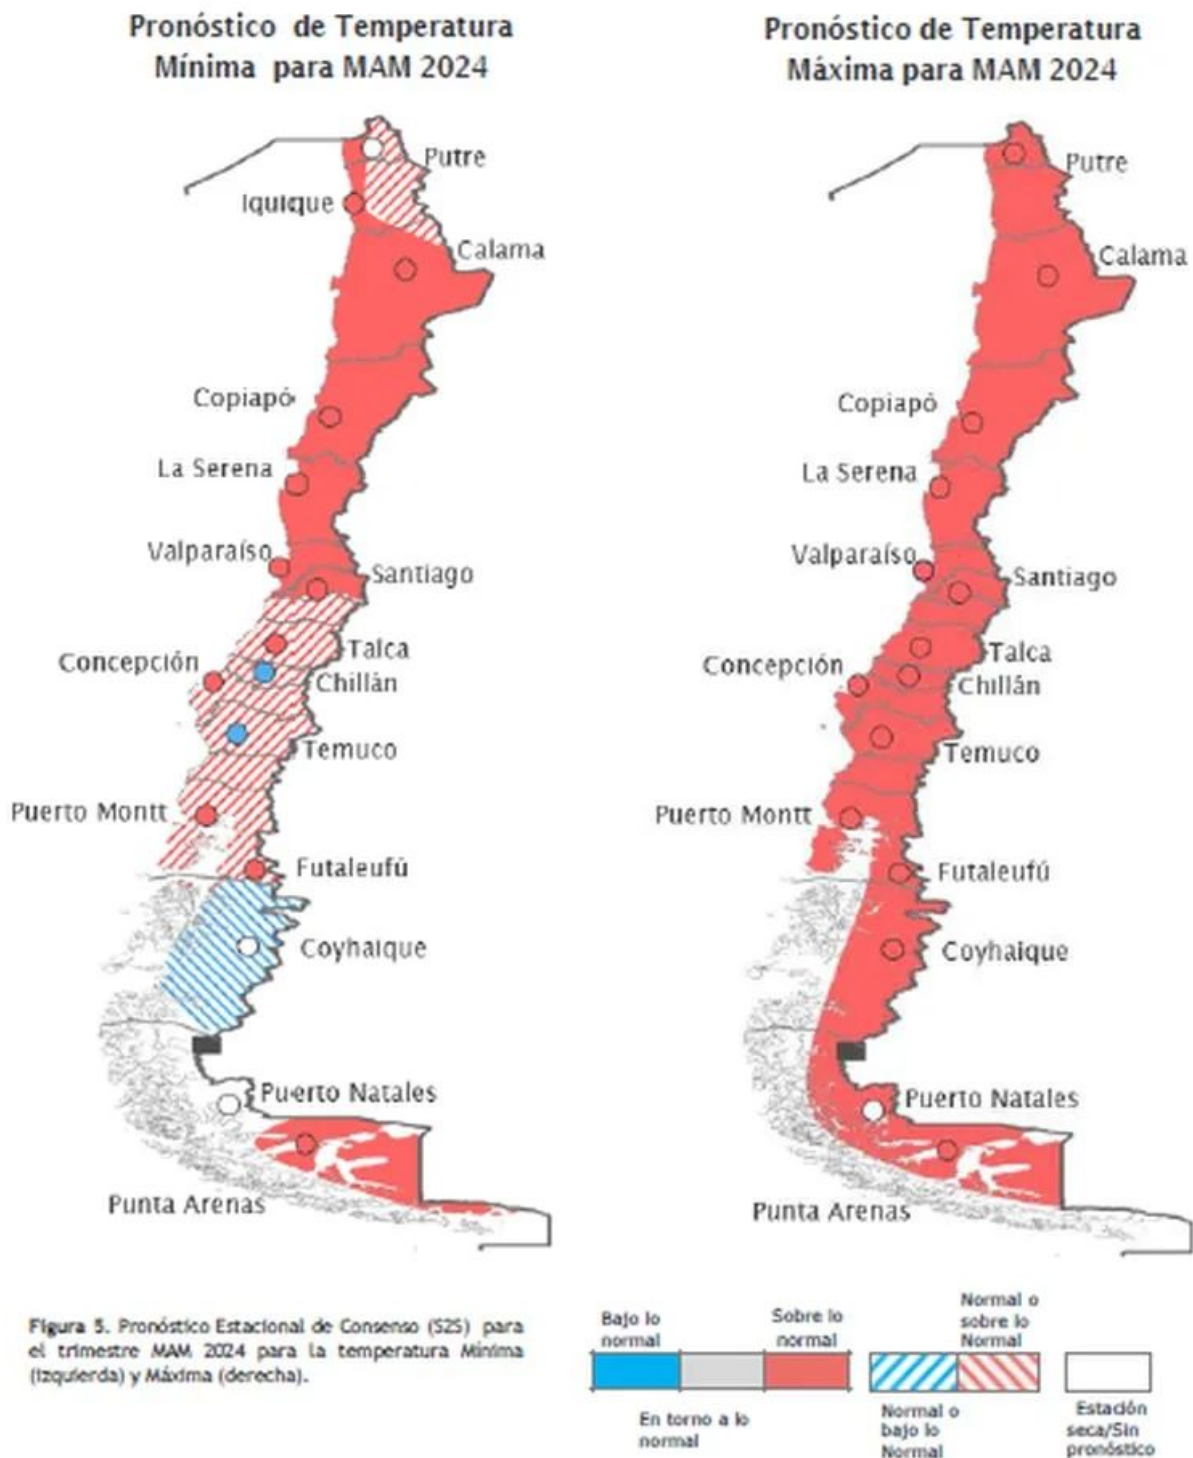 Pronóstico de Temperatura
Mínima para MAM 2024
Putre
Iquique
Calama
Copiapó
La Serena
Valparaíso
Santiago
Talca
Concepción
Chillán
Temuco
Puerto Montt
Futaleufú
Coyhaique
Puerto Natales
Punta Arenas
Pronóstico de Temperatura
Máxima para MAM 2024
Putre
Calama
Copiapó
La Serena
Valparaíso
Santiago
Talca
Concepción
Chillán
Temuco
Puerto Montt
Futaleufú
Coyhaique
Puerto Natales
Punta Arenas
Figura 5. Pronóstico Estacional de Consenso (S2S) para
el trimestre MAM 2024 para la temperatura Mínima
(Izquierda) y Máxima (derecha).
Bajo lo
normal
Sobre lo
normal
Normal o
sobre lo
Normal
En torno a lo
normal
Normal o
bajo lo
Normal
Estación
seca/Sin
pronóstico